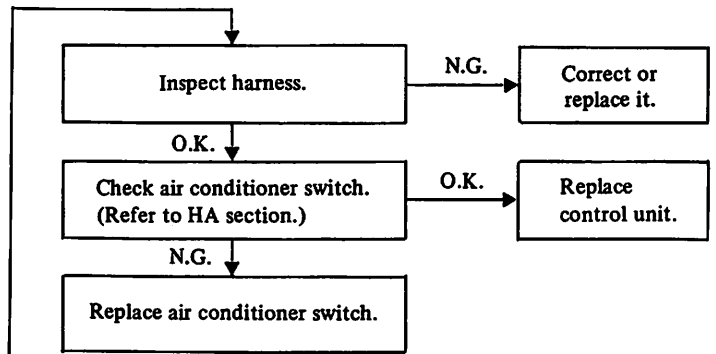 Inspect harness.
N.G.
Correct or
replace it.
O.K.
Check air conditioner switch.
(Refer to HA section.)
O.K.
Replace
control unit.
N.G.
Replace air conditioner switch.